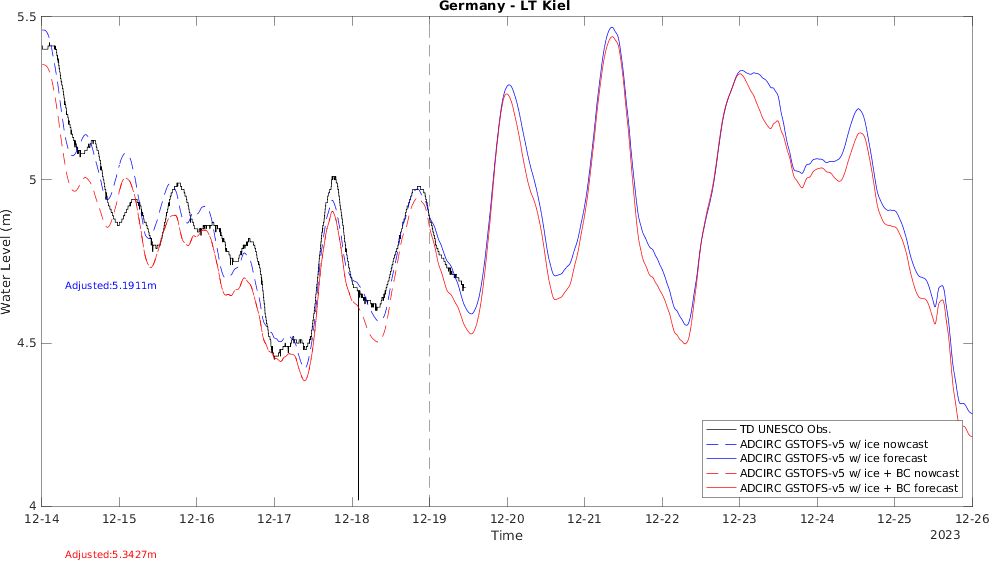 Germany - LT Kiel
5.5
5
4.5
4
Water Level (m)
Adjusted:5.1911m
TD UNESCO Obs.
ADCIRC GSTOFS-v5 w/ ice nowcast
ADCIRC GSTOFS-v5 w/ ice forecast
ADCIRC GSTOFS-v5 w/ ice + BC nowcast
ADCIRC GSTOFS-v5 w/ ice + BC forecast
12-14 12-15 12-16 12-17 12-18 12-19 12-20 12-21 12-22 12-23 12-24 12-25 12-26
Time
2023
Adjusted:5.3427m